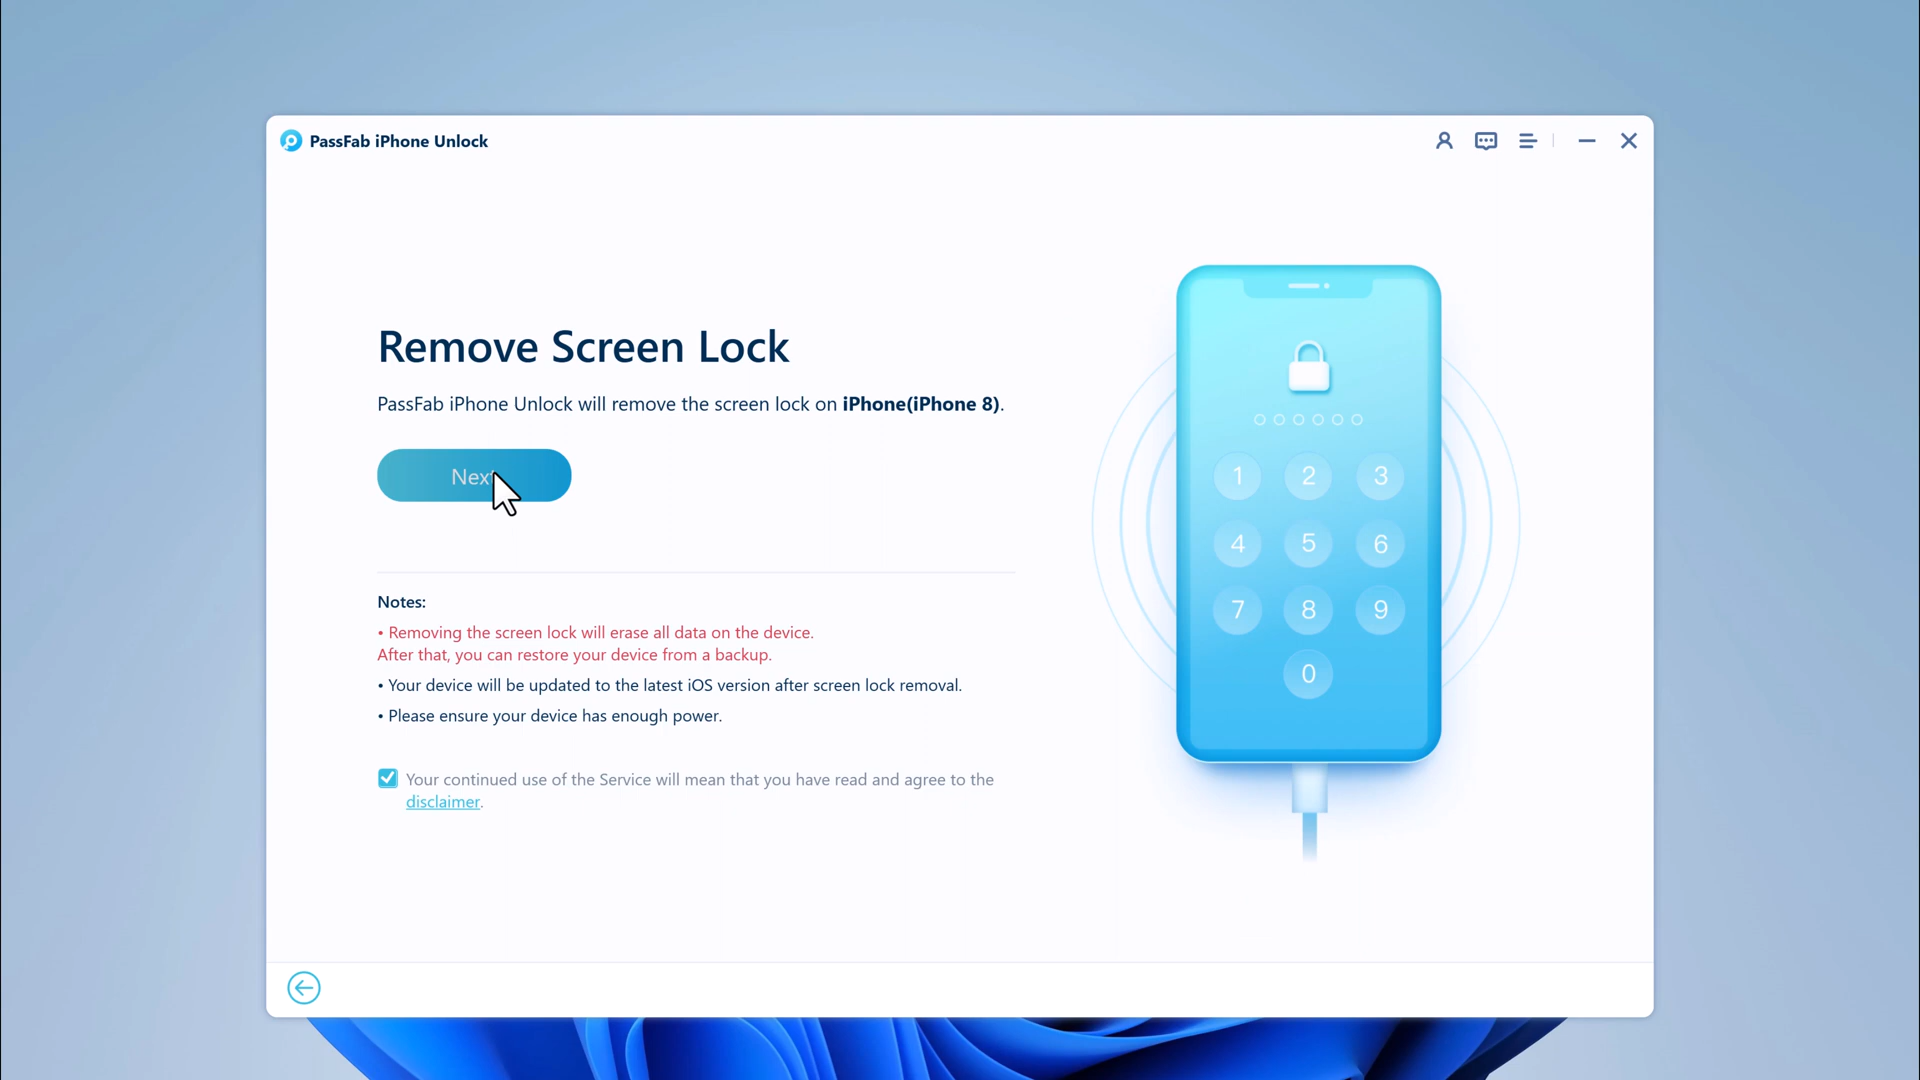 PassFab iPhone Unlock
Remove Screen Lock
PassFab iPhone Unlock will remove the screen lock on iPhone(iPhone 8).
Next
Notes:
• Removing the screen lock will erase all data on the device.
After that, you can restore your device from a backup.
• Your device will be updated to the latest iOS version after screen lock removal.
• Please ensure your device has enough power.
Your continued use of the Service will mean that you have read and agree to the
disclaimer.
1 2 3
4 5 6
7 8 9
0